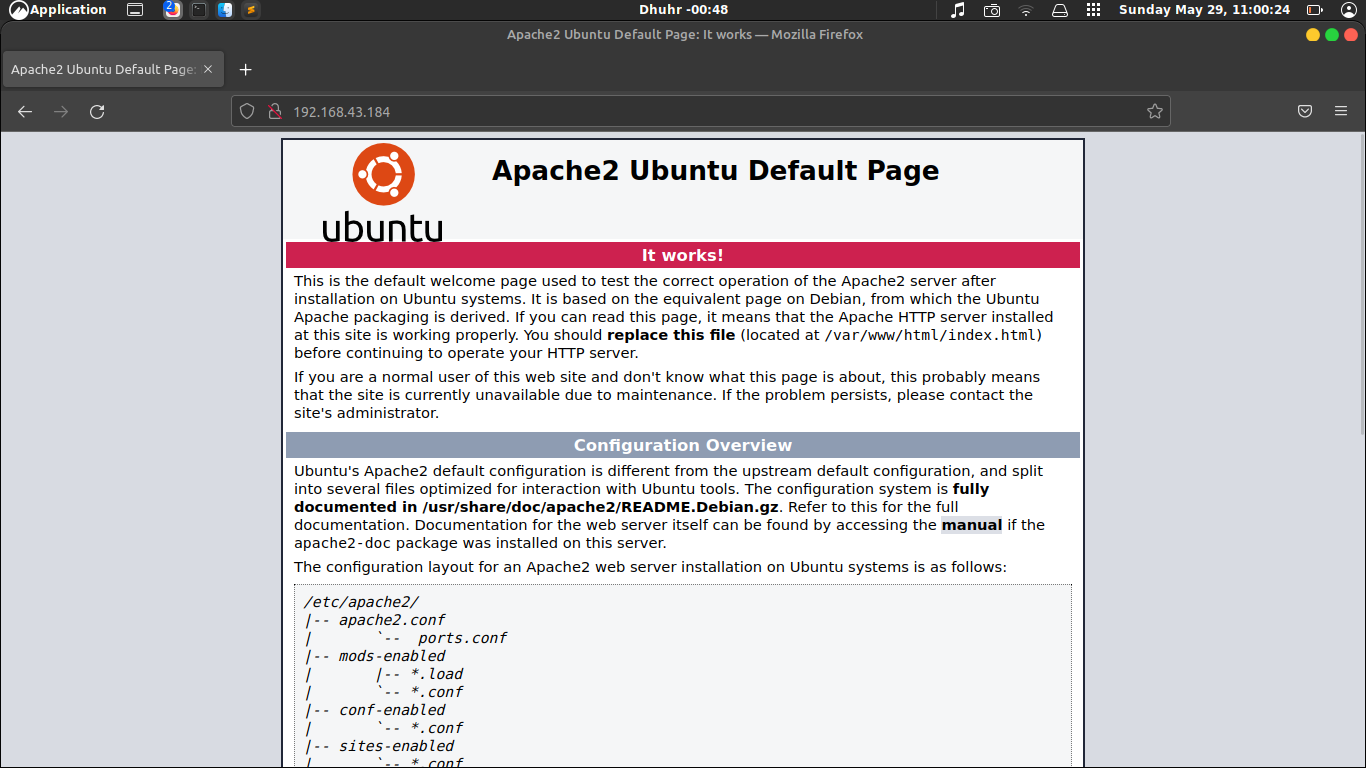 Application
2
Dhuhr -00:48
Sunday May 29, 11:00:24
Apache2 Ubuntu Default Page: It works — Mozilla Firefox
Apache2 Ubuntu Default Page:
192.168.43.184
ubuntu
Apache2 Ubuntu Default Page
It works!
This is the default welcome page used to test the correct operation of the Apache2 server after
installation on Ubuntu systems. It is based on the equivalent page on Debian, from which the Ubuntu
Apache packaging is derived. If you can read this page, it means that the Apache HTTP server installed
at this site is working properly. You should replace this file (located at /var/www/html/index.html)
before continuing to operate your HTTP server.
If you are a normal user of this web site and don't know what this page is about, this probably means
that the site is currently unavailable due to maintenance. If the problem persists, please contact the
site's administrator.
Configuration Overview
Ubuntu's Apache2 default configuration is different from the upstream default configuration, and split
into several files optimized for interaction with Ubuntu tools. The configuration system is fully
documented in /usr/share/doc/apache2/README.Debian.gz. Refer to this for the full
documentation. Documentation for the web server itself can be found by accessing the manual if the
apache2-doc package was installed on this server.
The configuration layout for an Apache2 web server installation on Ubuntu systems is as follows:
/etc/apache2/
|-- apache2.conf
|       `--  ports.conf
|-- mods-enabled
|       |-- *.load
|       `-- *.conf
|-- conf-enabled
|       `-- *.conf
|-- sites-enabled
|       `-- *.conf